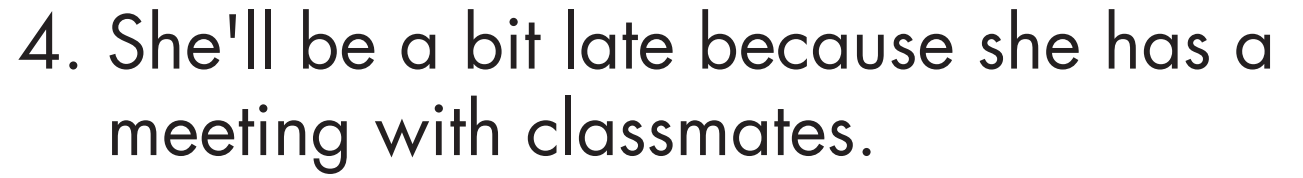 4. She'll be a bit late because she has a
meeting with classmates.